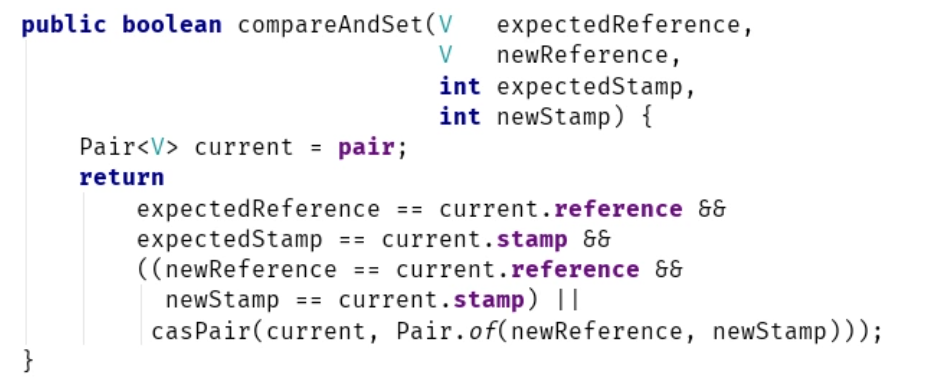 public boolean compareAndSet(V   expectedReference,
                             V   newReference,
                             int expectedStamp,
                             int newStamp) {
    Pair<V> current = pair;
    return
        expectedReference == current.reference &&
        expectedStamp == current.stamp &&
        ((newReference == current.reference &&
          newStamp == current.stamp) ||
         casPair(current, Pair.of(newReference, newStamp)));
}